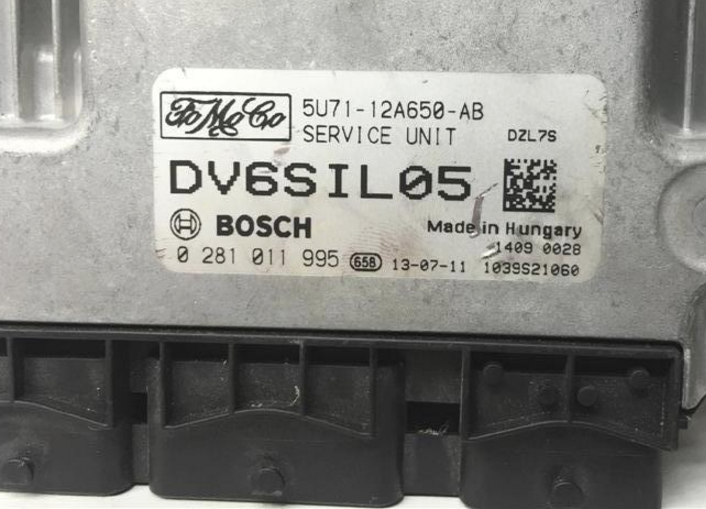 FoMoCo
5U71-12A650-AB
SERVICE UNIT DZL7S
DV6SIL05
BOSCH
Made in Hungary
1409 0028
0 281 011 995 658 13-07-11 1039S21060